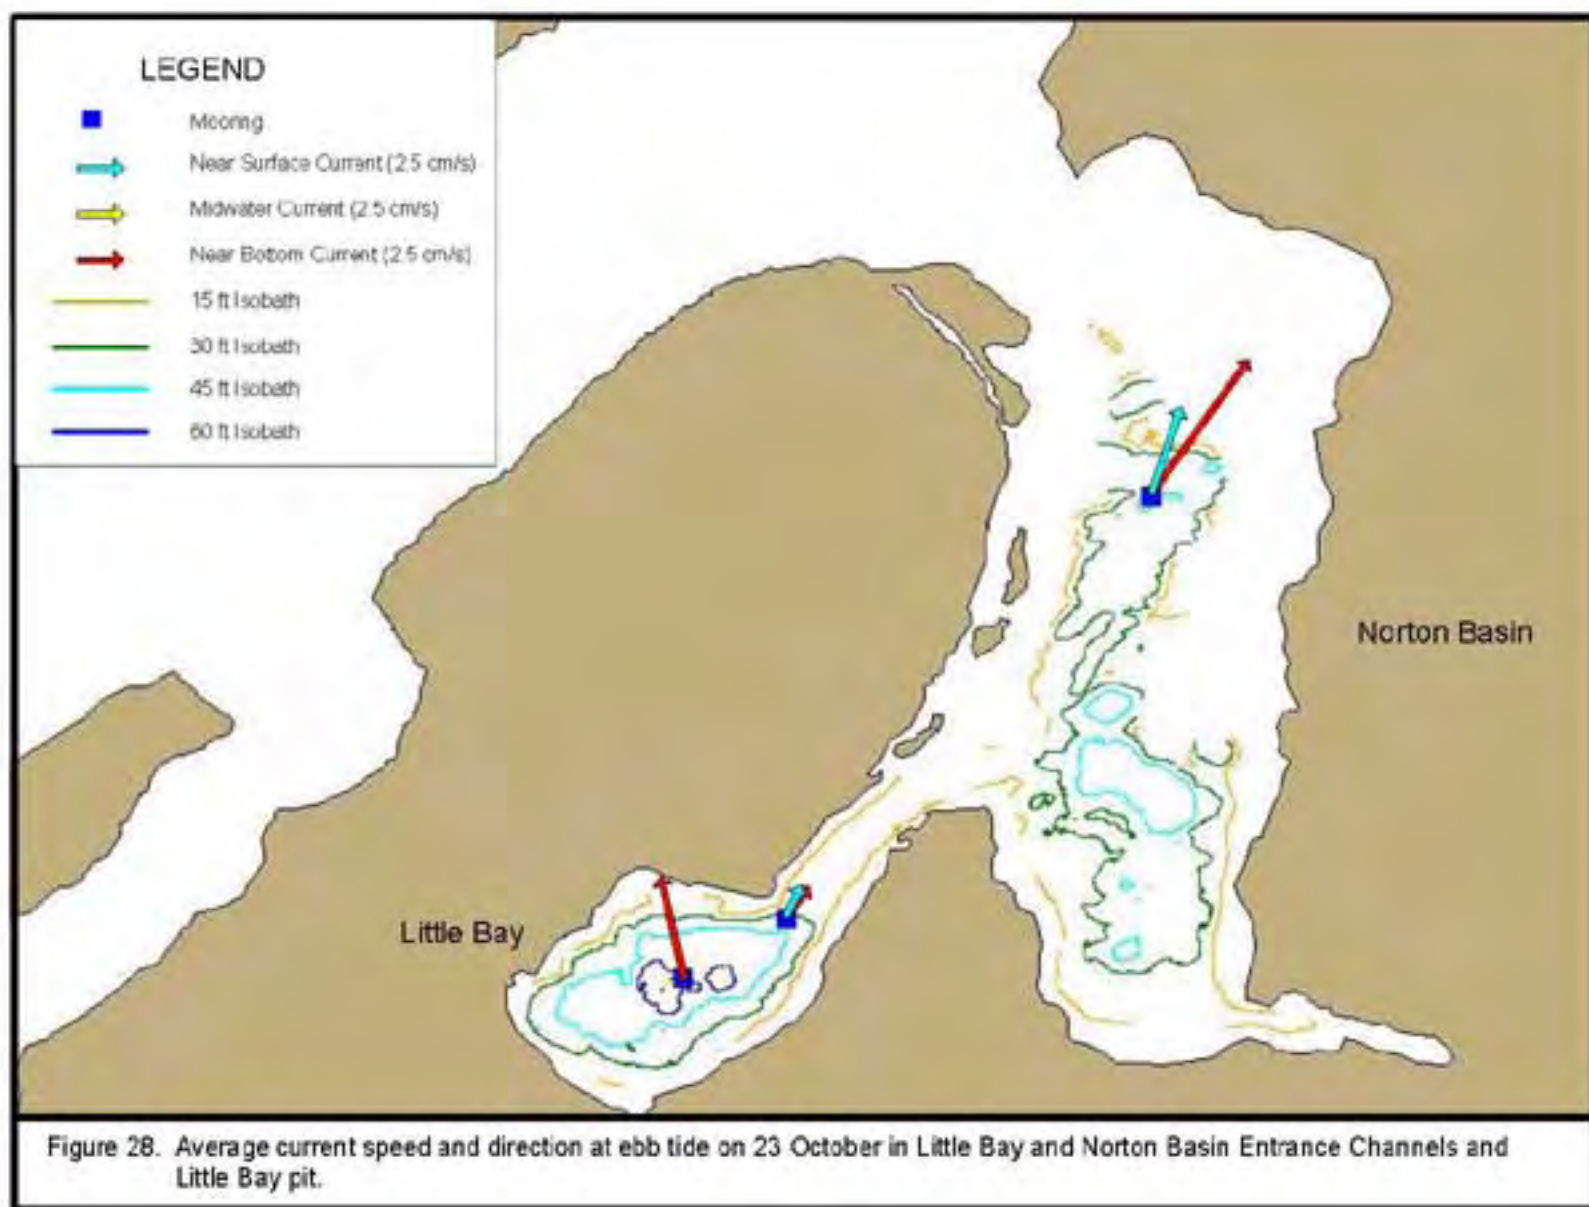 LEGEND
Mooring
Near Surface Current (2.5 cm/s)
Midwater Current (2.5 cm/s)
Near Bottom Current (2.5 cm/s)
15 ft Isobath
30 ft Isobath
45 ft Isobath
60 ft Isobath
Norton Basin
Little Bay
Figure 28. Average current speed and direction at ebb tide on 23 October in Little Bay and Norton Basin Entrance Channels and
Little Bay pit.